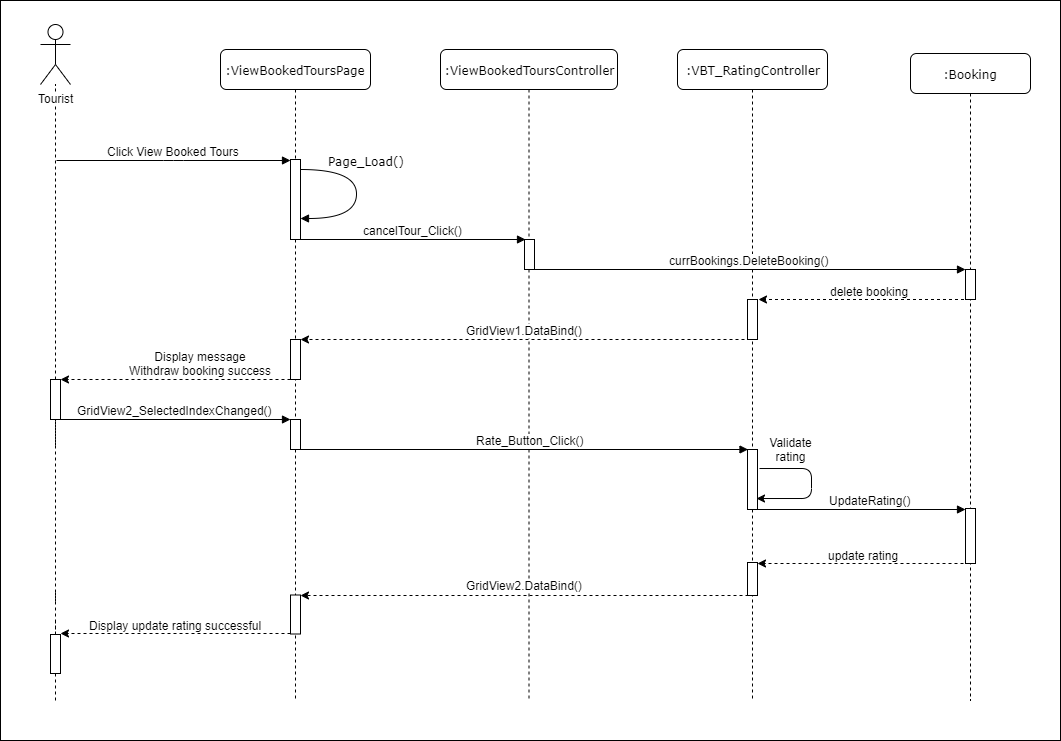 :ViewBookedToursPage
:ViewBookedToursController
:VBT_RatingController
:Booking
Tourist
Click View Booked Tours
Page_Load()
cancelTour_Click()
currBookings.DeleteBooking()
delete booking
GridView1.DataBind()
Display message
Withdraw booking success
GridView2_SelectedIndexChanged()
Rate_Button_Click()
Validate
rating
UpdateRating()
update rating
GridView2.DataBind()
Display update rating successful